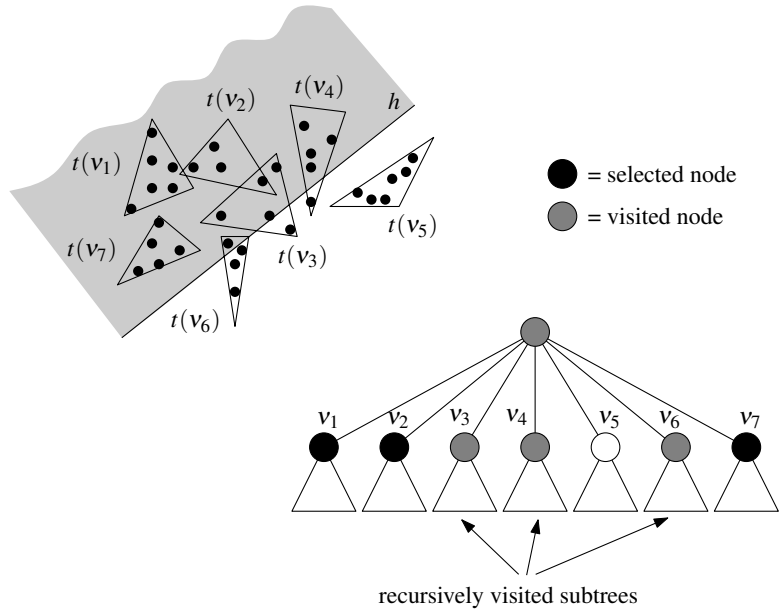 t(ν4)
h
t(ν2)
t(ν1)
= selected node
= visited node
t(ν5)
t(ν7)
t(ν3)
t(ν6)
ν1 ν2 ν3 ν4 ν5 ν6 ν7
recursively visited subtrees